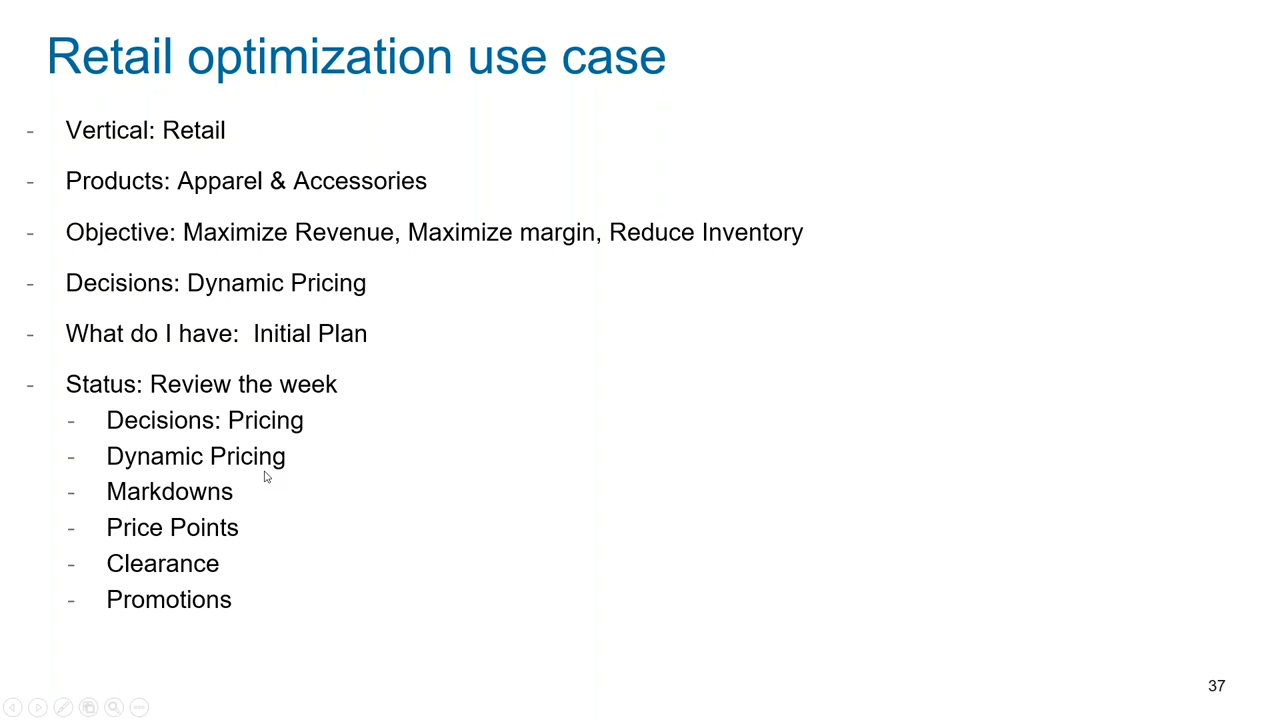 Retail optimization use case
- Vertical: Retail
- Products: Apparel & Accessories
- Objective: Maximize Revenue, Maximize margin, Reduce Inventory
- Decisions: Dynamic Pricing
- What do I have:  Initial Plan
- Status: Review the week
- Decisions: Pricing
- Dynamic Pricing
- Markdowns
- Price Points
- Clearance
- Promotions
37